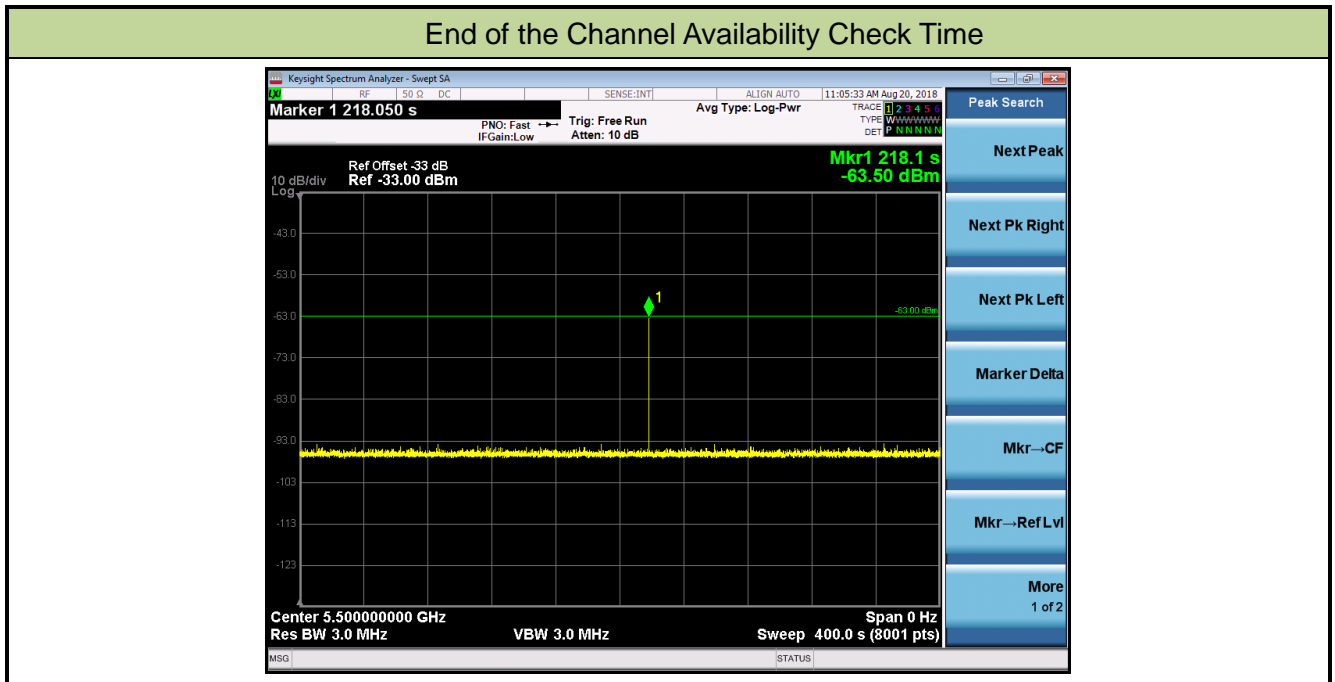 End of the Channel Availability Check Time
Keysight Spectrum Analyzer - Swept SA
LXI RF 50 Ω DC SENSE:INT ALIGN AUTO 11:05:33 AM Aug 20, 2018
Marker 1 218.050 s
PNO: Fast
IFGain:Low
Trig: Free Run
Atten: 10 dB
Avg Type: Log-Pwr
TRACE 1 2 3 4 5 6
TYPE WWWWWWW
DET P N N N N N
Peak Search
Ref Offset -33 dB
10 dB/div Ref -33.00 dBm
Log
Mkr1 218.1 s
-63.50 dBm
-43.0
-53.0
-63.0
-73.0
-83.0
-93.0
-103
-113
-123
1
-63.00 dBm
Center 5.500000000 GHz
Span 0 Hz
Res BW 3.0 MHz
VBW 3.0 MHz
Sweep 400.0 s (8001 pts)
MSG
STATUS
Next Peak
Next Pk Right
Next Pk Left
Marker Delta
Mkr→CF
Mkr→Ref Lvl
More
1 of 2